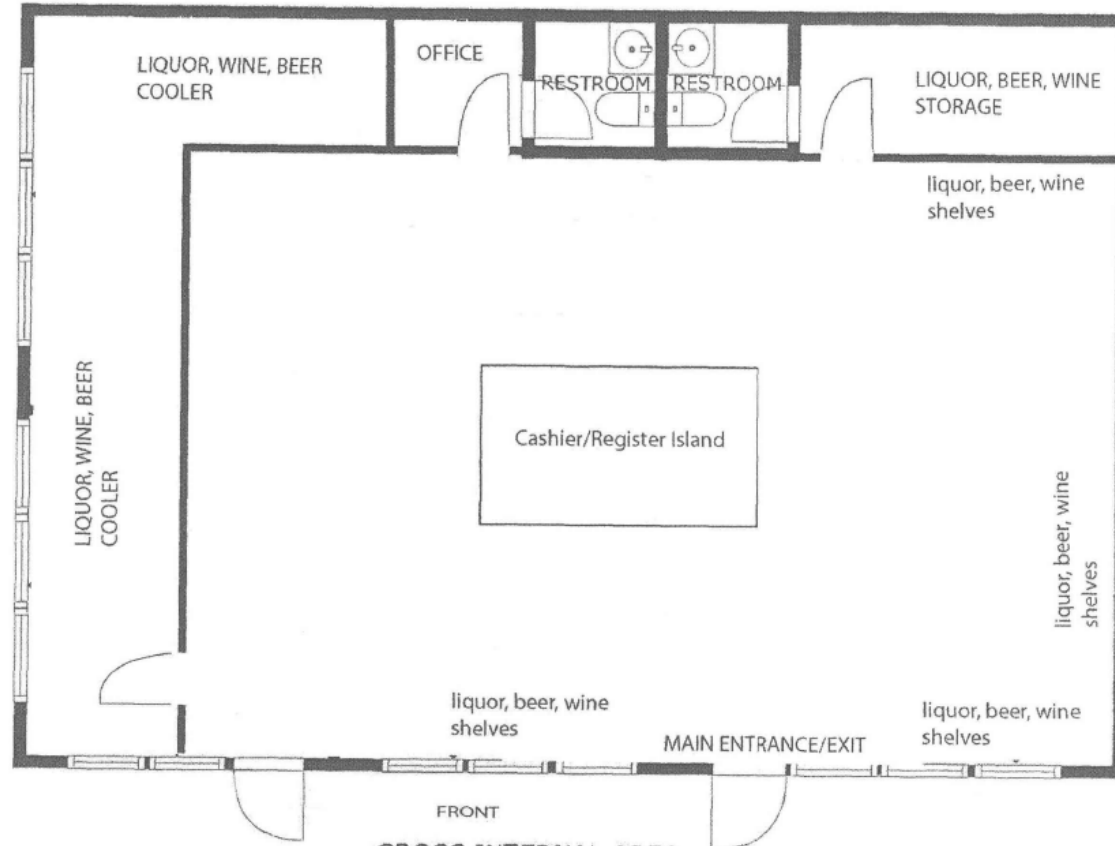 LIQUOR, WINE, BEER
COOLER
OFFICE
RESTROOM
RESTROOM
LIQUOR, BEER, WINE
STORAGE
liquor, beer, wine
shelves
LIQUOR, WINE, BEER
COOLER
Cashier/Register Island
liquor, beer, wine
shelves
liquor, beer, wine
shelves
MAIN ENTRANCE/EXIT
liquor, beer, wine
shelves
FRONT